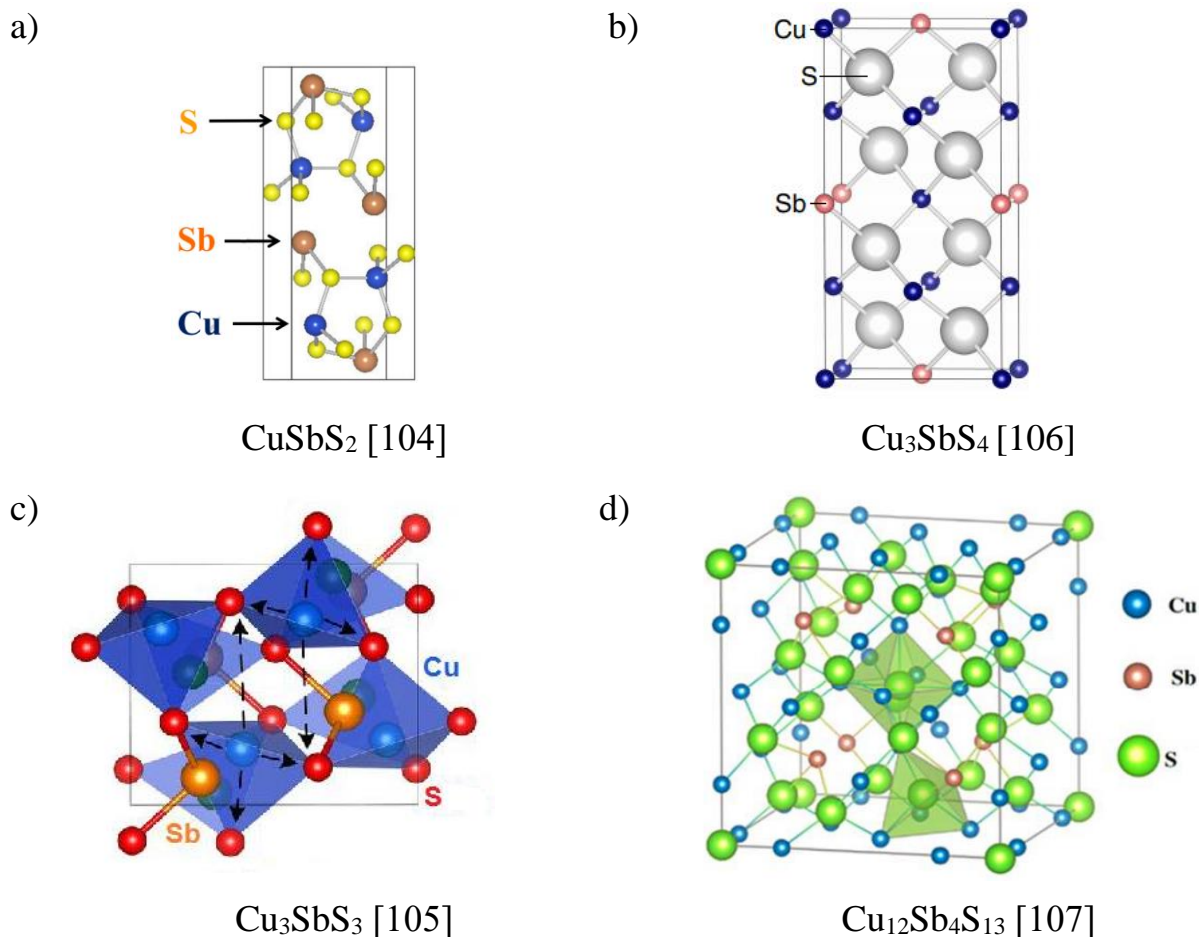 a)
S
Sb
Cu
CuSbS₂ [104]
b)
Cu
S
Sb
Cu₃SbS₄ [106]
c)
Cu
S
Sb
Cu₃SbS₃ [105]
d)
Cu
Sb
S
Cu₁₂Sb₄S₁₃ [107]